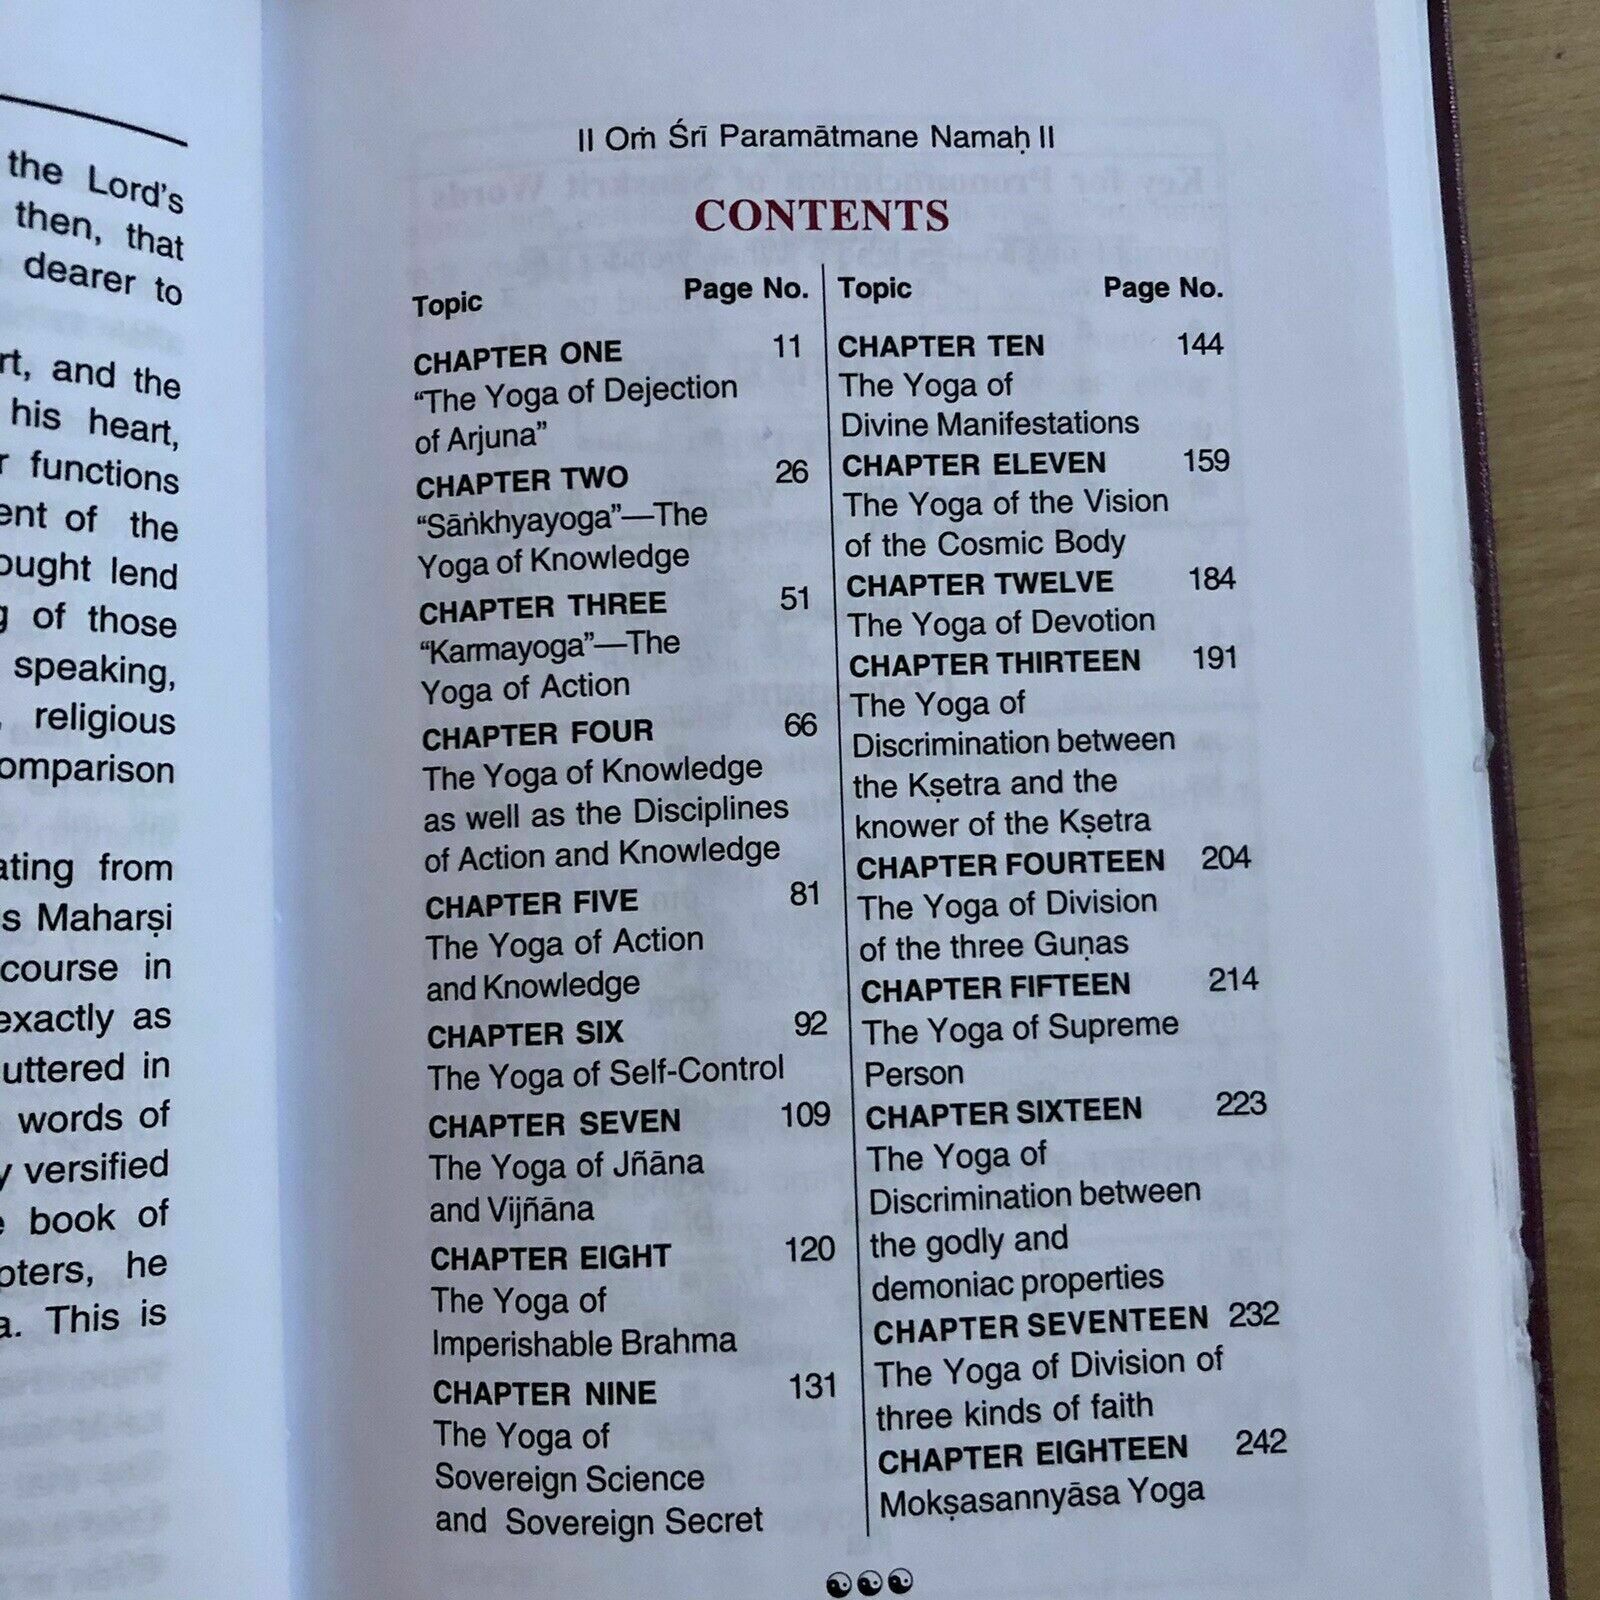 the Lord's
then, that
dearer to
and the
his heart,
functions
of the
lend
of those
speaking,
religious
from
Maharṣi
course in
exactly as
uttered in
words of
versified
book of
he
This is
|| Oṁ Śrī Paramātmane Namaḥ ||
CONTENTS
Topic Page No.
CHAPTER ONE 11
“The Yoga of Dejection
of Arjuna”
CHAPTER TWO 26
“Sāṅkhyayoga”—The
Yoga of Knowledge
CHAPTER THREE 51
“Karmayoga”—The
Yoga of Action
CHAPTER FOUR 66
The Yoga of Knowledge
as well as the Disciplines
of Action and Knowledge
CHAPTER FIVE 81
The Yoga of Action
and Knowledge
CHAPTER SIX 92
The Yoga of Self-Control
CHAPTER SEVEN 109
The Yoga of Jñāna
and Vijñāna
CHAPTER EIGHT 120
The Yoga of
Imperishable Brahma
CHAPTER NINE 131
The Yoga of
Sovereign Science
and Sovereign Secret
Topic Page No.
CHAPTER TEN 144
The Yoga of
Divine Manifestations
CHAPTER ELEVEN 159
The Yoga of the Vision
of the Cosmic Body
CHAPTER TWELVE 184
The Yoga of Devotion
CHAPTER THIRTEEN 191
The Yoga of
Discrimination between
the Kṣetra and the
knower of the Kṣetra
CHAPTER FOURTEEN 204
The Yoga of Division
of the three Guṇas
CHAPTER FIFTEEN 214
The Yoga of Supreme
Person
CHAPTER SIXTEEN 223
The Yoga of
Discrimination between
the godly and
demoniac properties
CHAPTER SEVENTEEN 232
The Yoga of Division of
three kinds of faith
CHAPTER EIGHTEEN 242
Mokṣasannyāsa Yoga